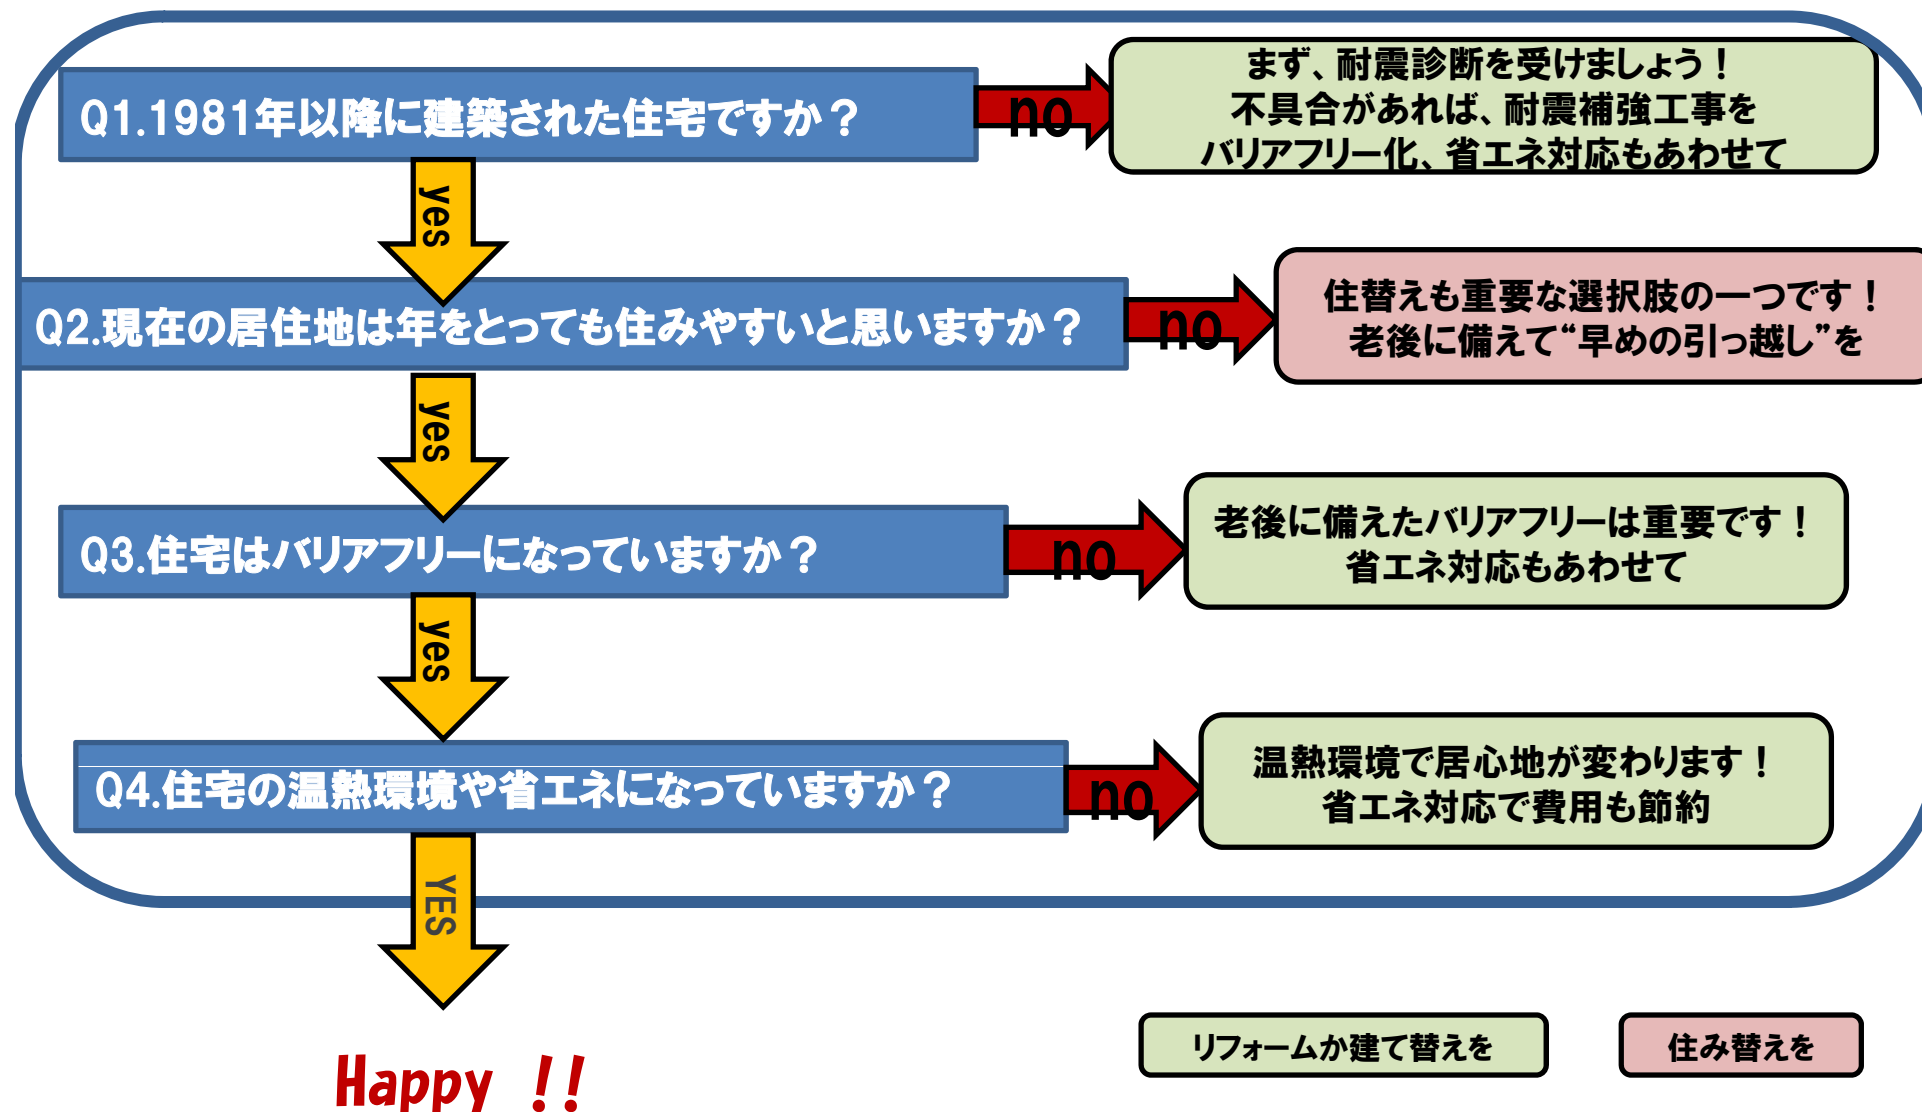 Q1.1981年以降に建築された住宅ですか？
no
まず、耐震診断を受けましょう！
不具合があれば、耐震補強工事を
バリアフリー化、省エネ対応もあわせて
yes
Q2.現在の居住地は年をとっても住みやすいと思いますか？
no
住替えも重要な選択肢の一つです！
老後に備えて“早めの引っ越し”を
yes
Q3.住宅はバリアフリーになっていますか？
no
老後に備えたバリアフリーは重要です！
省エネ対応もあわせて
yes
Q4.住宅の温熱環境や省エネになっていますか？
no
温熱環境で居心地が変わります！
省エネ対応で費用も節約
YES
Happy !!
リフォームか建て替えを
住み替えを